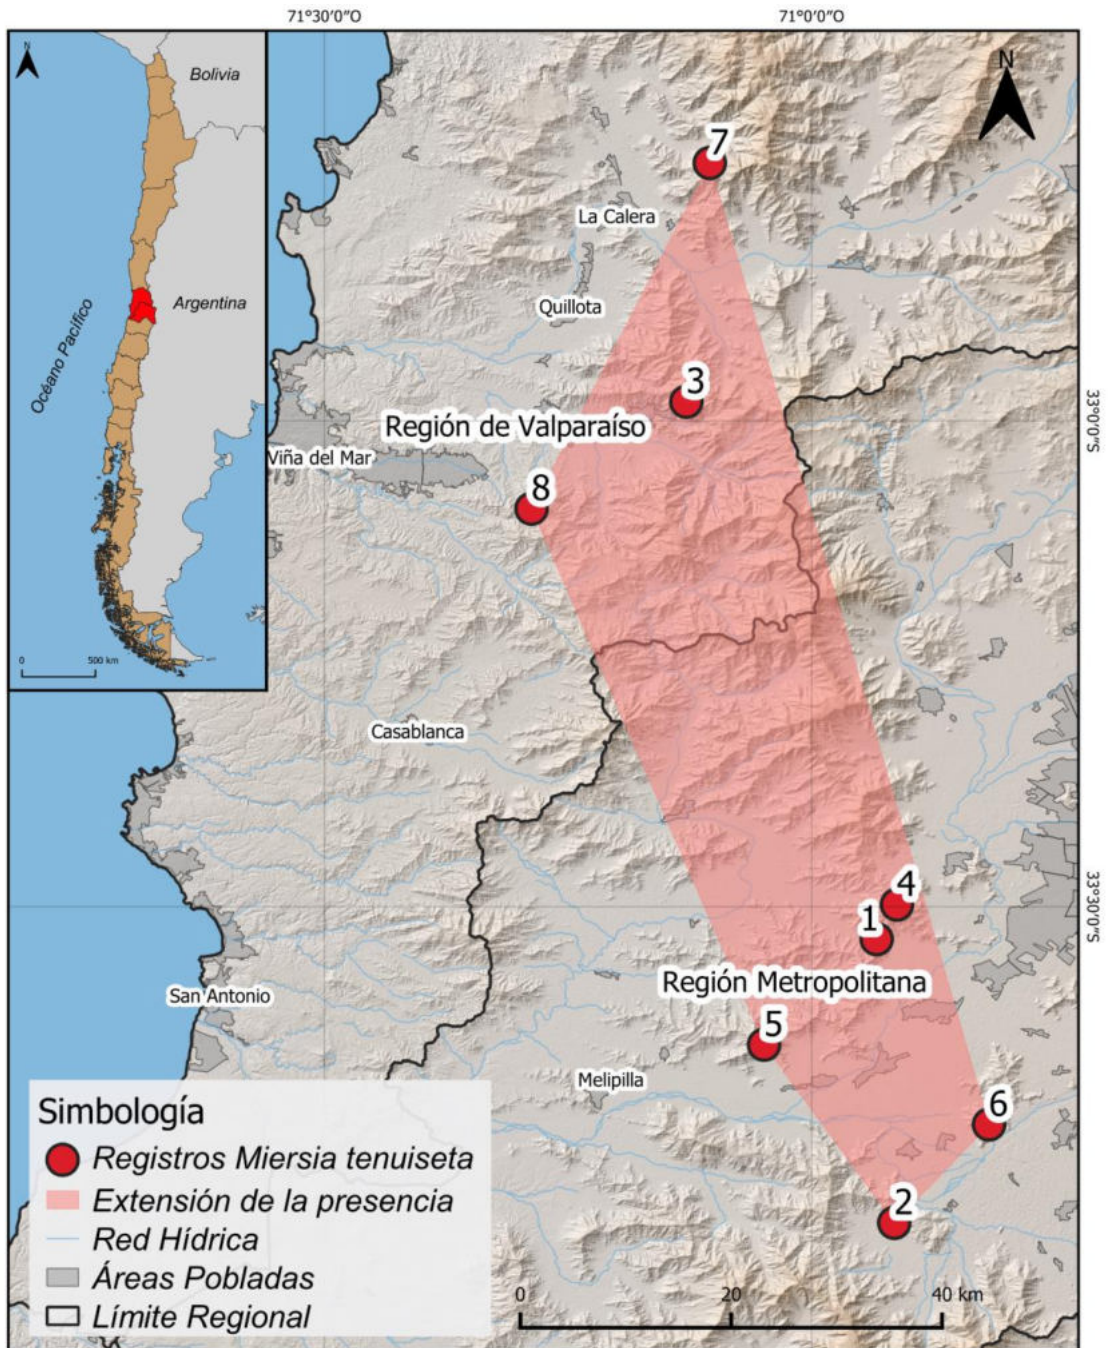 71°30'0"O
71°0'0"O
N
Bolivia
Argentina
Océano Pacífico
0
500 km
N
7
La Calera
Quillota
3
33°0'0"S
Región de Valparaíso
Viña del Mar
8
Casablanca
4
33°30'0"S
1
Región Metropolitana
San Antonio
5
Melipilla
6
2
Simbología
Registros Miersia tenuiseta
Extensión de la presencia
Red Hídrica
Áreas Pobladas
Límite Regional
0
20
40 km